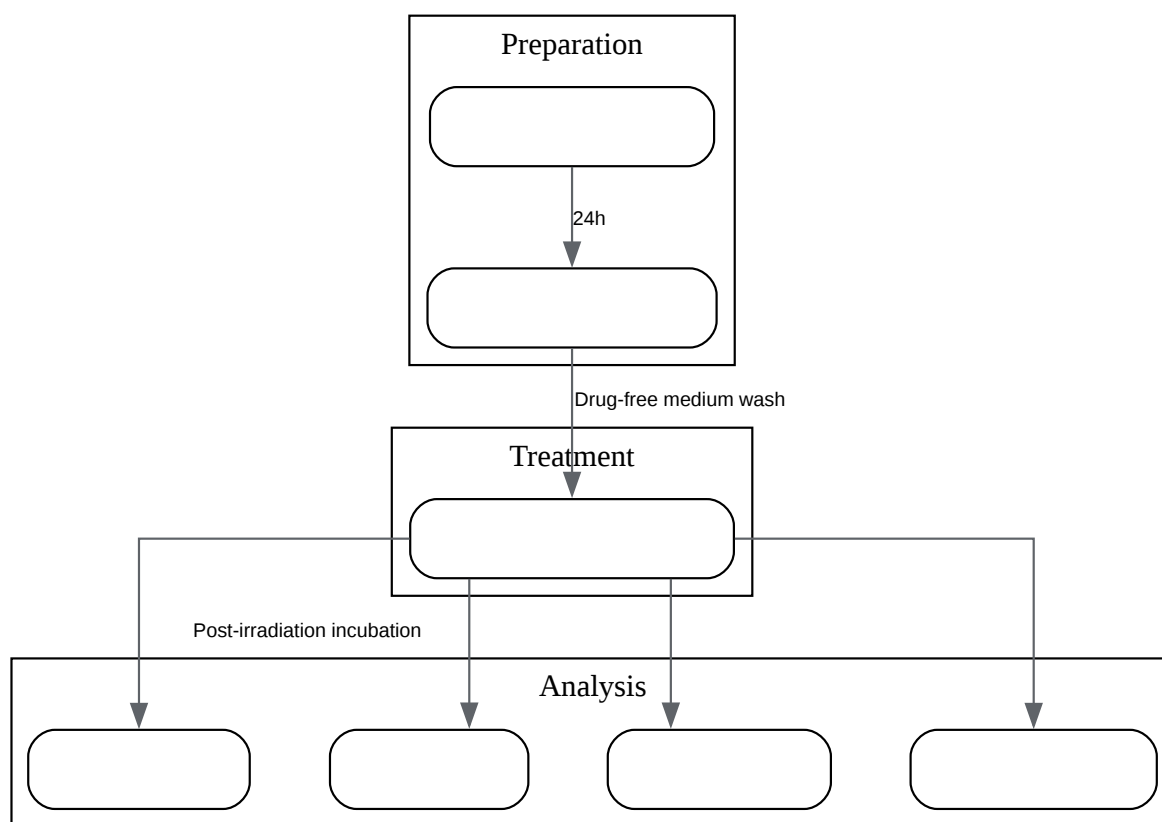 Preparation
24h
Drug-free medium wash
Treatment
Post-irradiation incubation
Analysis